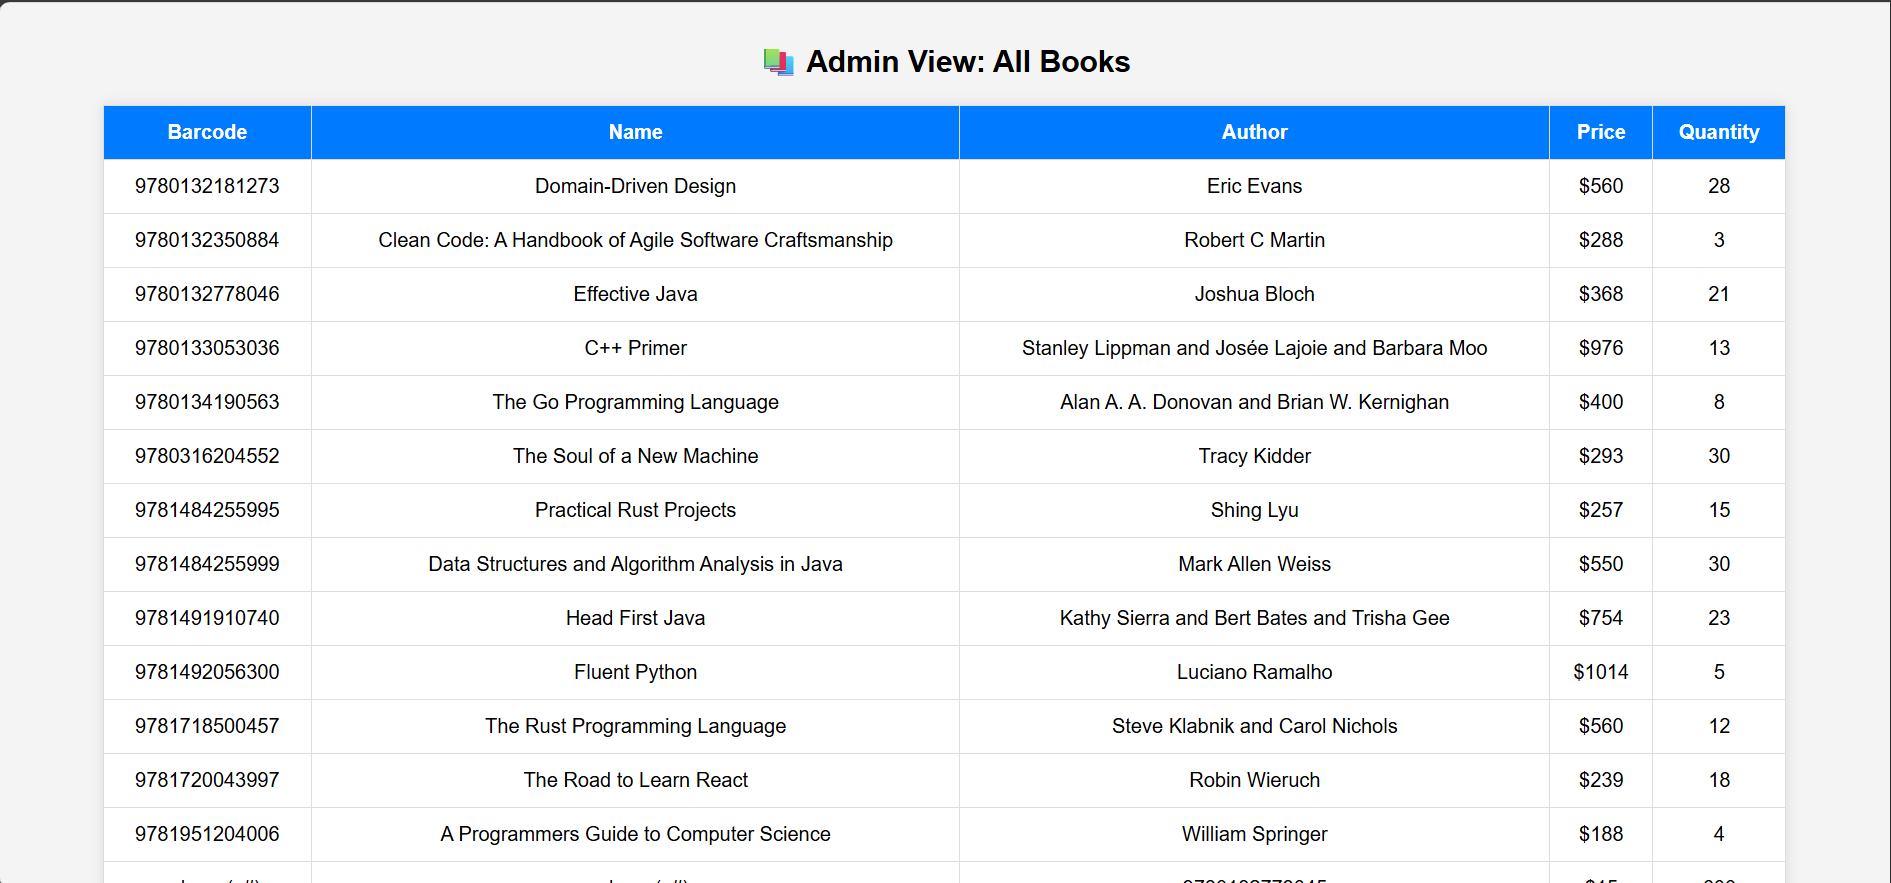 📚 Admin View: All Books
Barcode Name Author Price Quantity
9780132181273 Domain-Driven Design Eric Evans $560 28
9780132350884 Clean Code: A Handbook of Agile Software Craftsmanship Robert C Martin $288 3
9780132778046 Effective Java Joshua Bloch $368 21
9780133053036 C++ Primer Stanley Lippman and Josée Lajoie and Barbara Moo $976 13
9780134190563 The Go Programming Language Alan A. A. Donovan and Brian W. Kernighan $400 8
9780316204552 The Soul of a New Machine Tracy Kidder $293 30
9781484255995 Practical Rust Projects Shing Lyu $257 15
9781484255999 Data Structures and Algorithm Analysis in Java Mark Allen Weiss $550 30
9781491910740 Head First Java Kathy Sierra and Bert Bates and Trisha Gee $754 23
9781492056300 Fluent Python Luciano Ramalho $1014 5
9781718500457 The Rust Programming Language Steve Klabnik and Carol Nichols $560 12
9781720043997 The Road to Learn React Robin Wieruch $239 18
9781951204006 A Programmers Guide to Computer Science William Springer $188 4